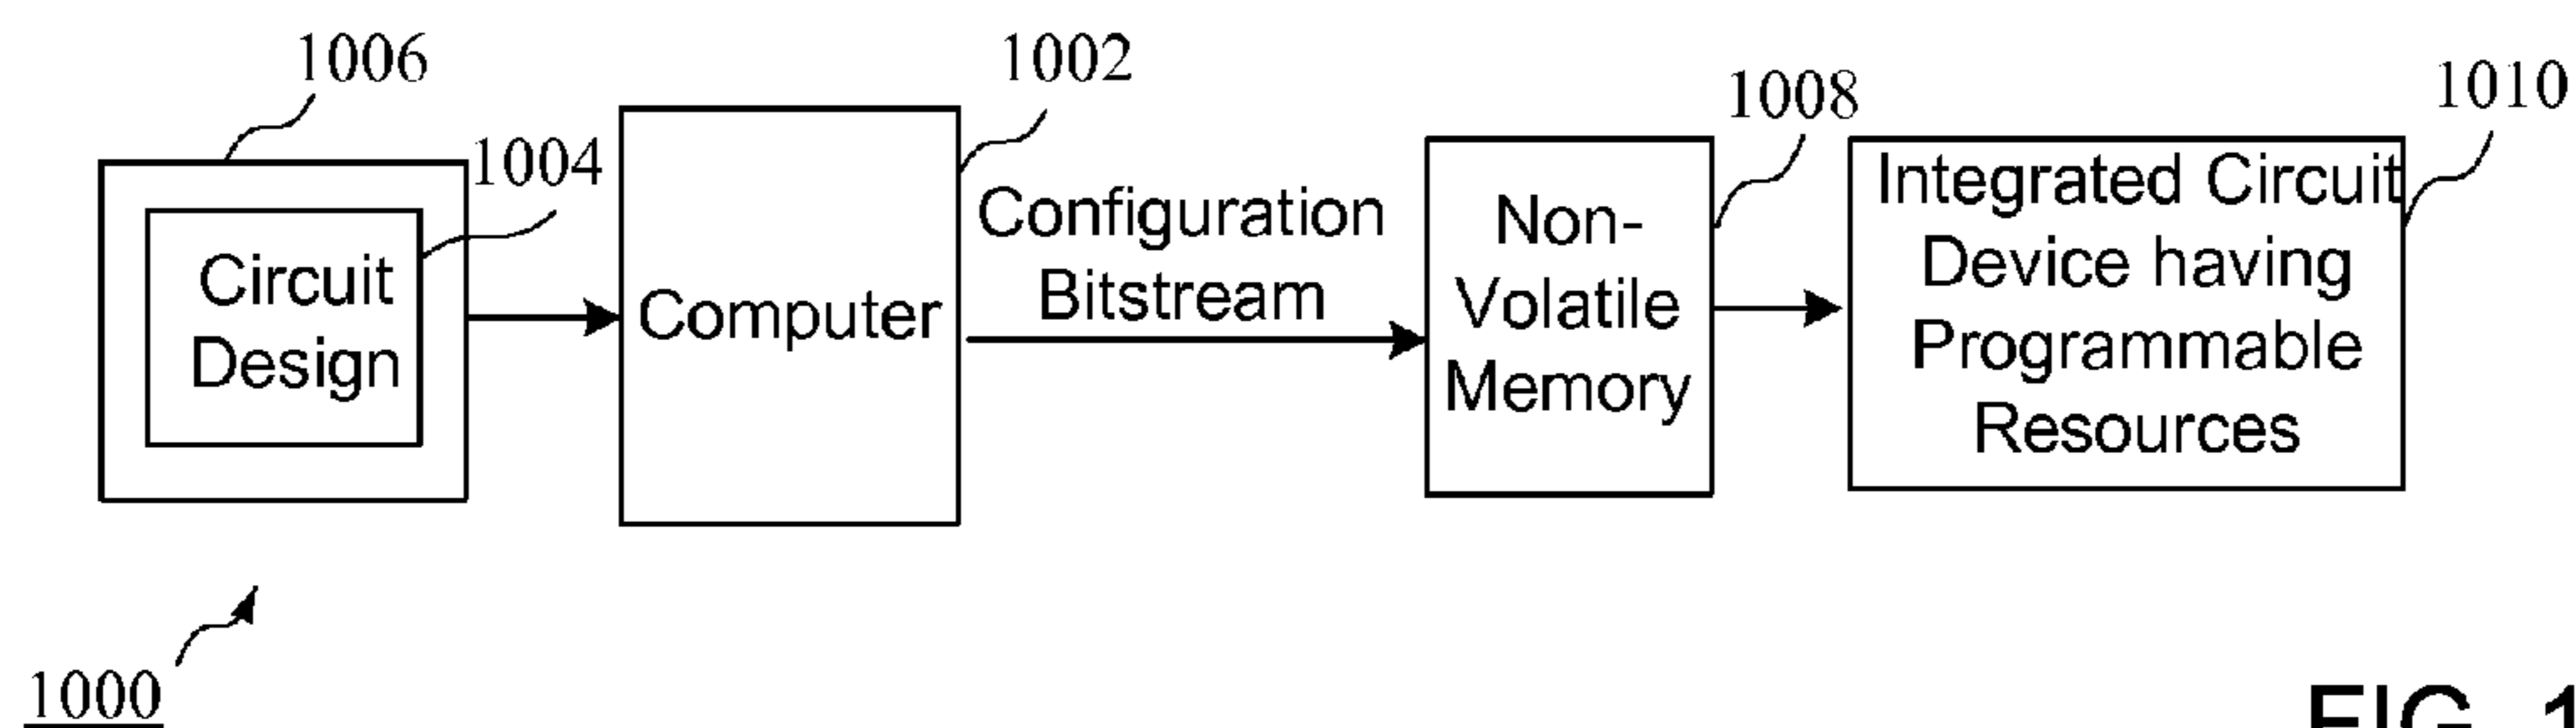 1006
1002
1008
1010
1004
Circuit
Design
Computer
Configuration
Bitstream
Non-
Volatile
Memory
Integrated Circuit
Device having
Programmable
Resources
1000